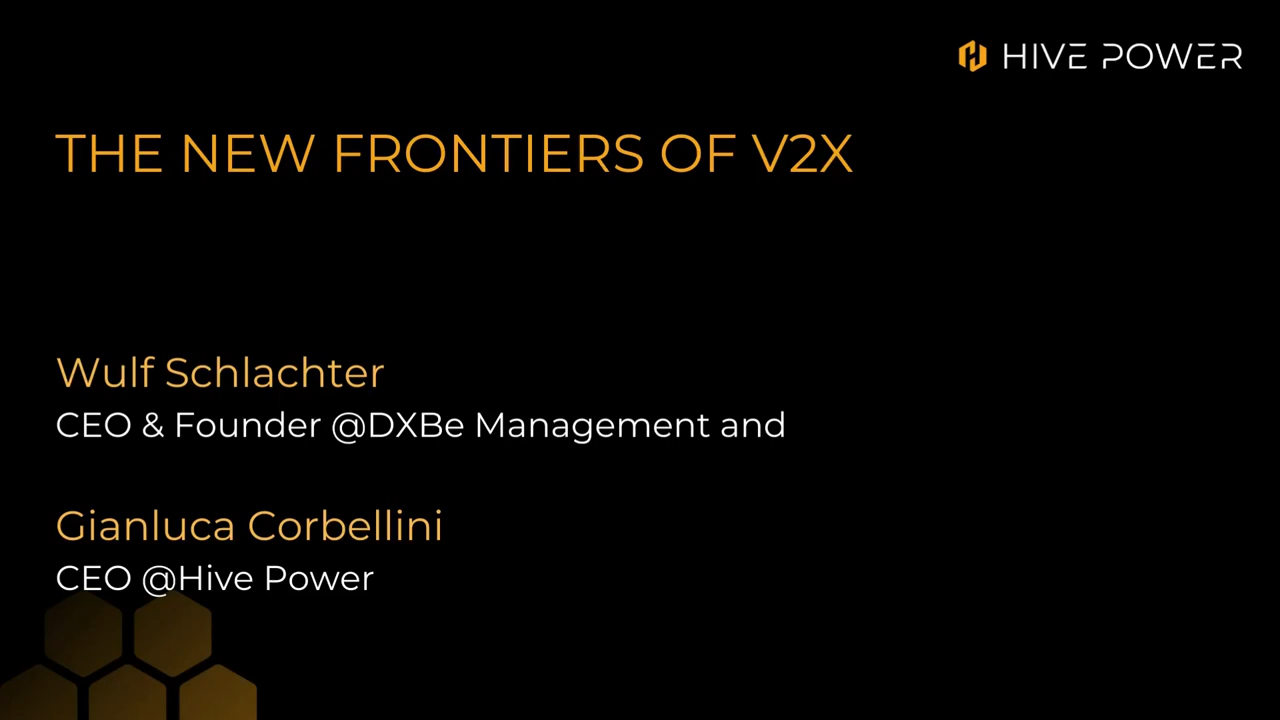 HIVE POWER
THE NEW FRONTIERS OF V2X
Wulf Schlachter
CEO & Founder @DXBe Management and
Gianluca Corbellini
CEO @Hive Power